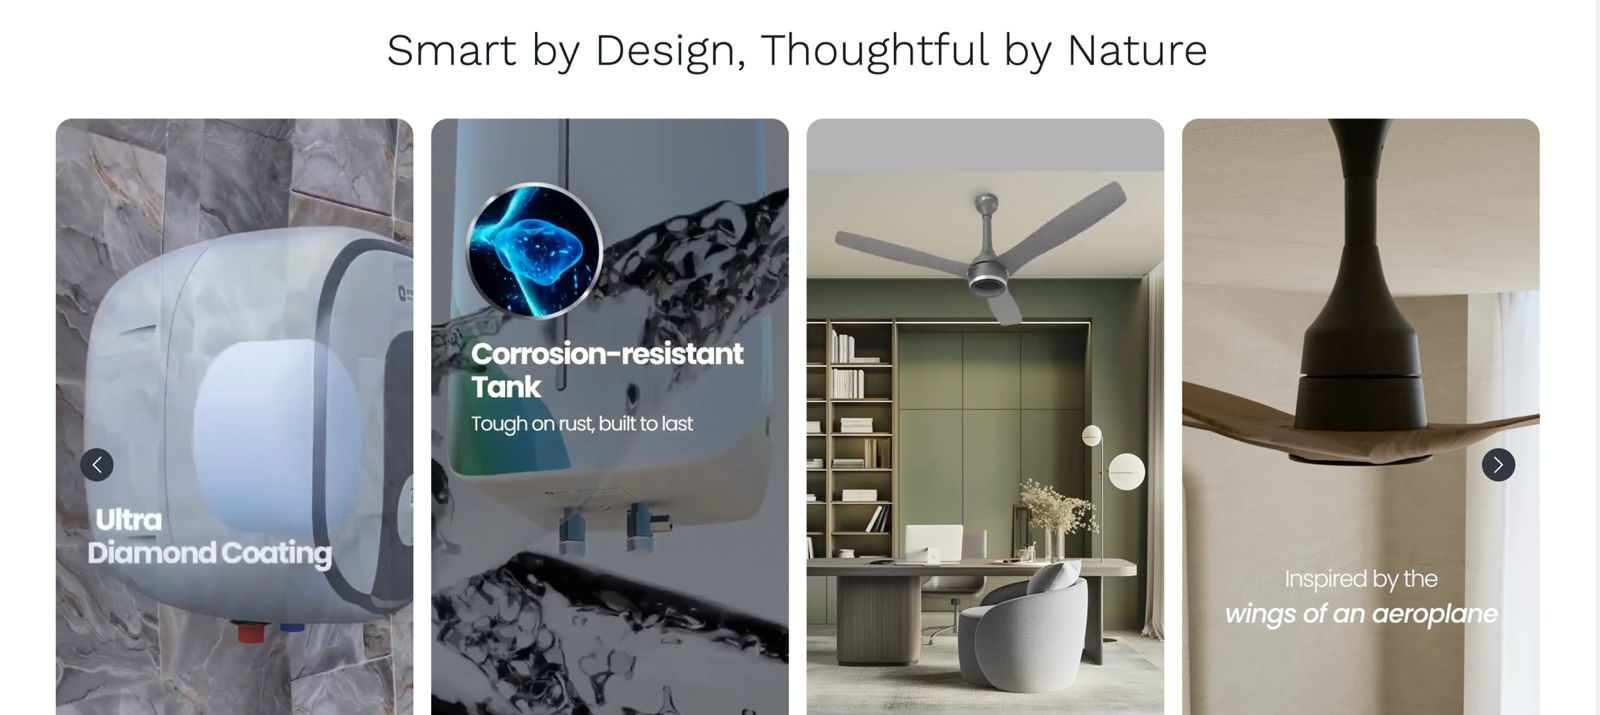 Smart by Design, Thoughtful by Nature
Ultra
Diamond Coating
Corrosion-resistant
Tank
Tough on rust, built to last
Inspired by the
wings of an aeroplane